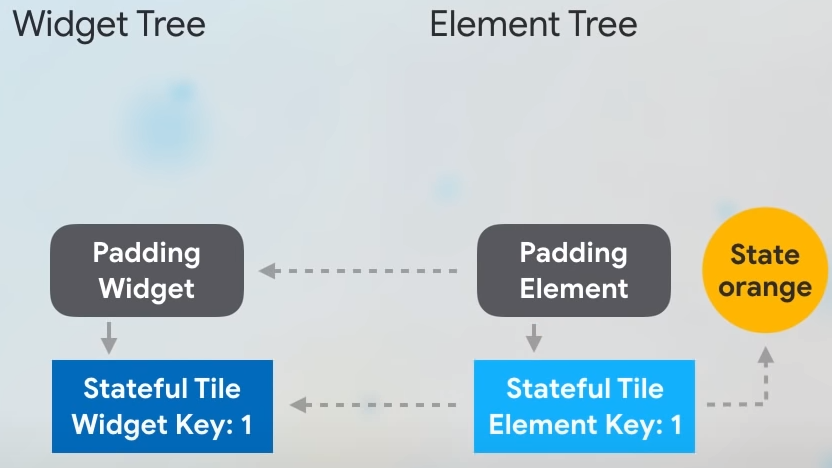 Widget Tree
Element Tree
Padding
Widget
Padding
Element
State
orange
Stateful Tile
Widget Key: 1
Stateful Tile
Element Key: 1